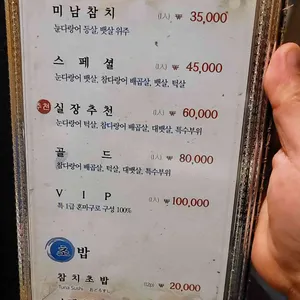 미남참치 (1人) ₩ 35,000
눈다랑어 등살, 뱃살 위주
스페셜 (1人) ₩ 45,000
눈다랑어 뱃살, 참다랑어 배꼽살, 뱃살, 턱살
추천 실장추천 (1人) ₩ 60,000
눈다랑어 턱살, 참다랑어 배꼽살, 대뱃살, 특수부위
골드 (1人) ₩ 80,000
참다랑어 배꼽살, 턱살, 대뱃살, 특수부위
VIP (1人) ₩ 100,000
특 1급 혼마구로 구성 100%
초밥
참치초밥 ₩ 20,000
Tuna Sushi